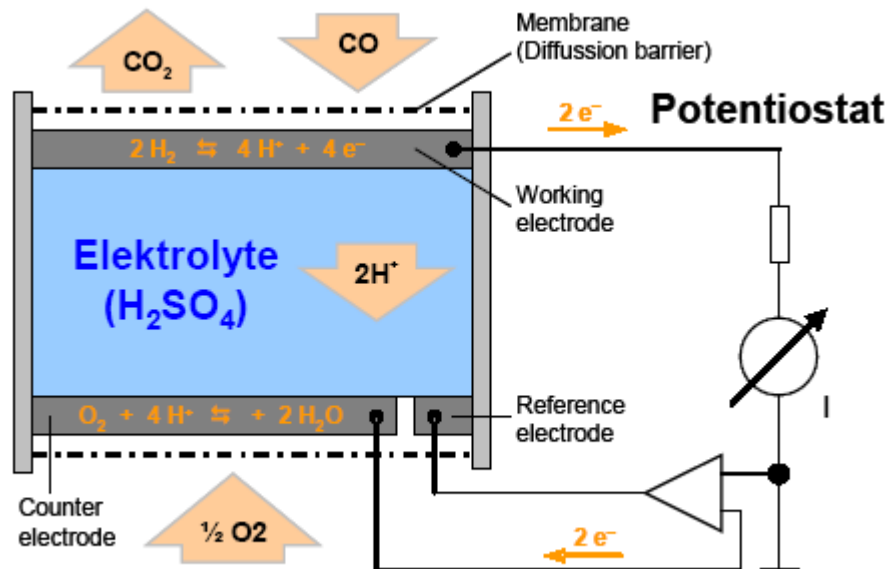 CO₂
CO
Membrane
(Diffussion barrier)
2 e⁻
Potentiostat
2 H₂ ⇆ 4 H⁺ + 4 e⁻
Working
electrode
Elektrolyte
(H₂SO₄)
2H⁺
I
O₂ + 4 H⁺ ⇆ + 2 H₂O
Reference
electrode
Counter
electrode
½ O2
2 e⁻